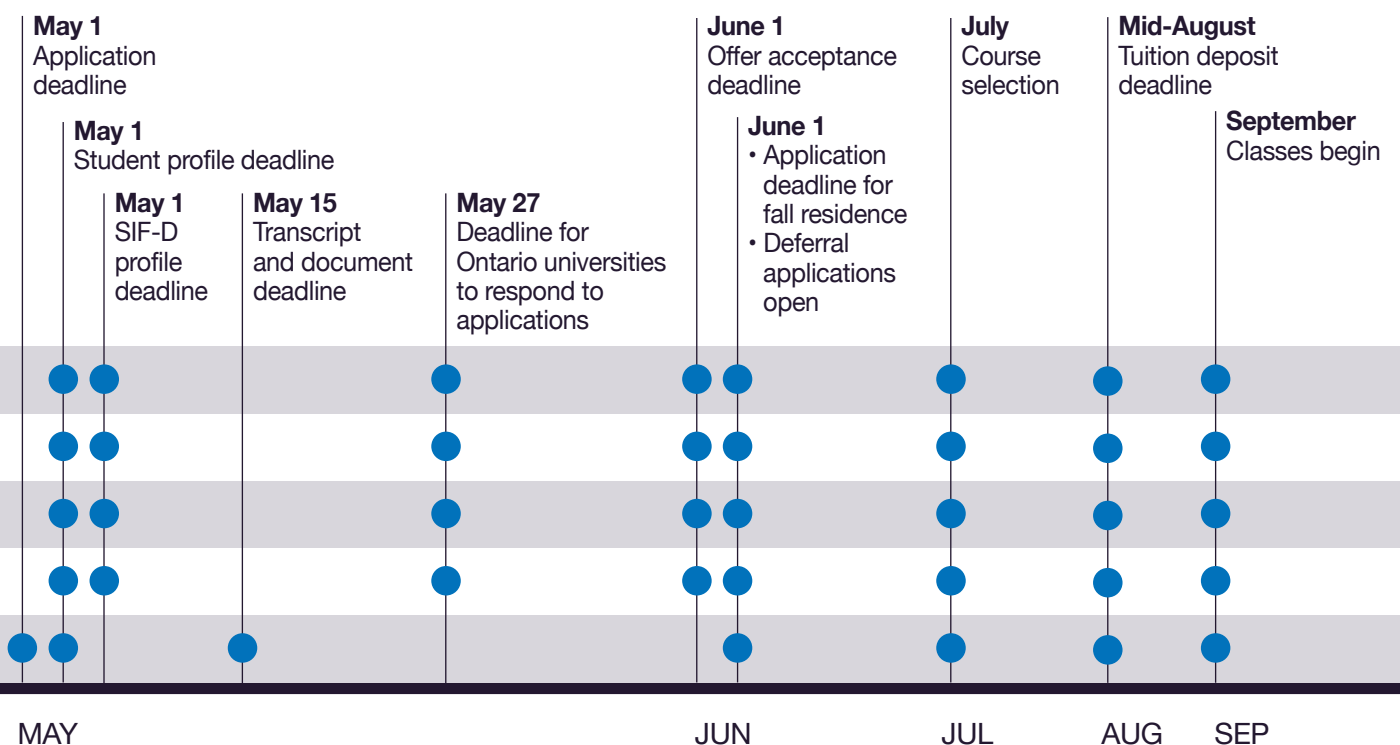 May 1
Application
deadline
May 1
Student profile deadline
May 1
SIF-D
profile
deadline
May 15
Transcript
and document
deadline
May 27
Deadline for
Ontario universities
to respond to
applications
June 1
Offer acceptance
deadline
June 1
• Application
deadline for
fall residence
• Deferral
applications
open
July
Course
selection
Mid-August
Tuition deposit
deadline
September
Classes begin
MAY
JUN
JUL
AUG
SEP